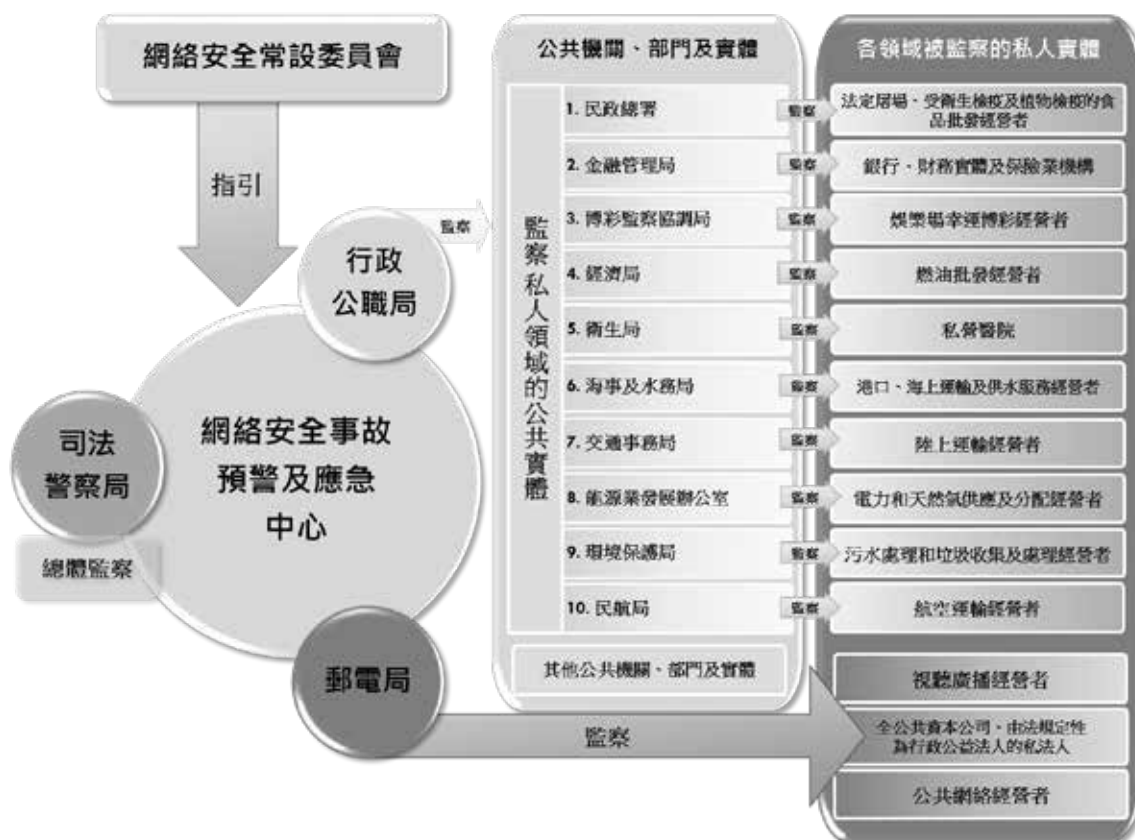 網絡安全常設委員會
指引
行政
公職局
監察
網絡安全事故
預警及應急
中心
司法
警察局
總體監察
郵電局
監察
公共機關、部門及實體
監察私人領域的公共實體
1. 民政總署
2. 金融管理局
3. 博彩監察協調局
4. 經濟局
5. 衛生局
6. 海事及水務局
7. 交通事務局
8. 能源業發展辦公室
9. 環境保護局
10. 民航局
其他公共機關、部門及實體
監察
監察
監察
監察
監察
監察
監察
監察
監察
監察
各領域被監察的私人實體
法定屠場、受衛生檢疫及植物檢疫的食
品批發經營者
銀行、財務實體及保險業機構
娛樂場幸運博彩經營者
燃油批發經營者
私營醫院
港口、海上運輸及供水服務經營者
陸上運輸經營者
電力和天然氣供應及分配經營者
污水處理和垃圾收集及處理經營者
航空運輸經營者
視聽廣播經營者
全公共資本公司、由法規定性
為行政公益法人的私法人
公共網絡經營者